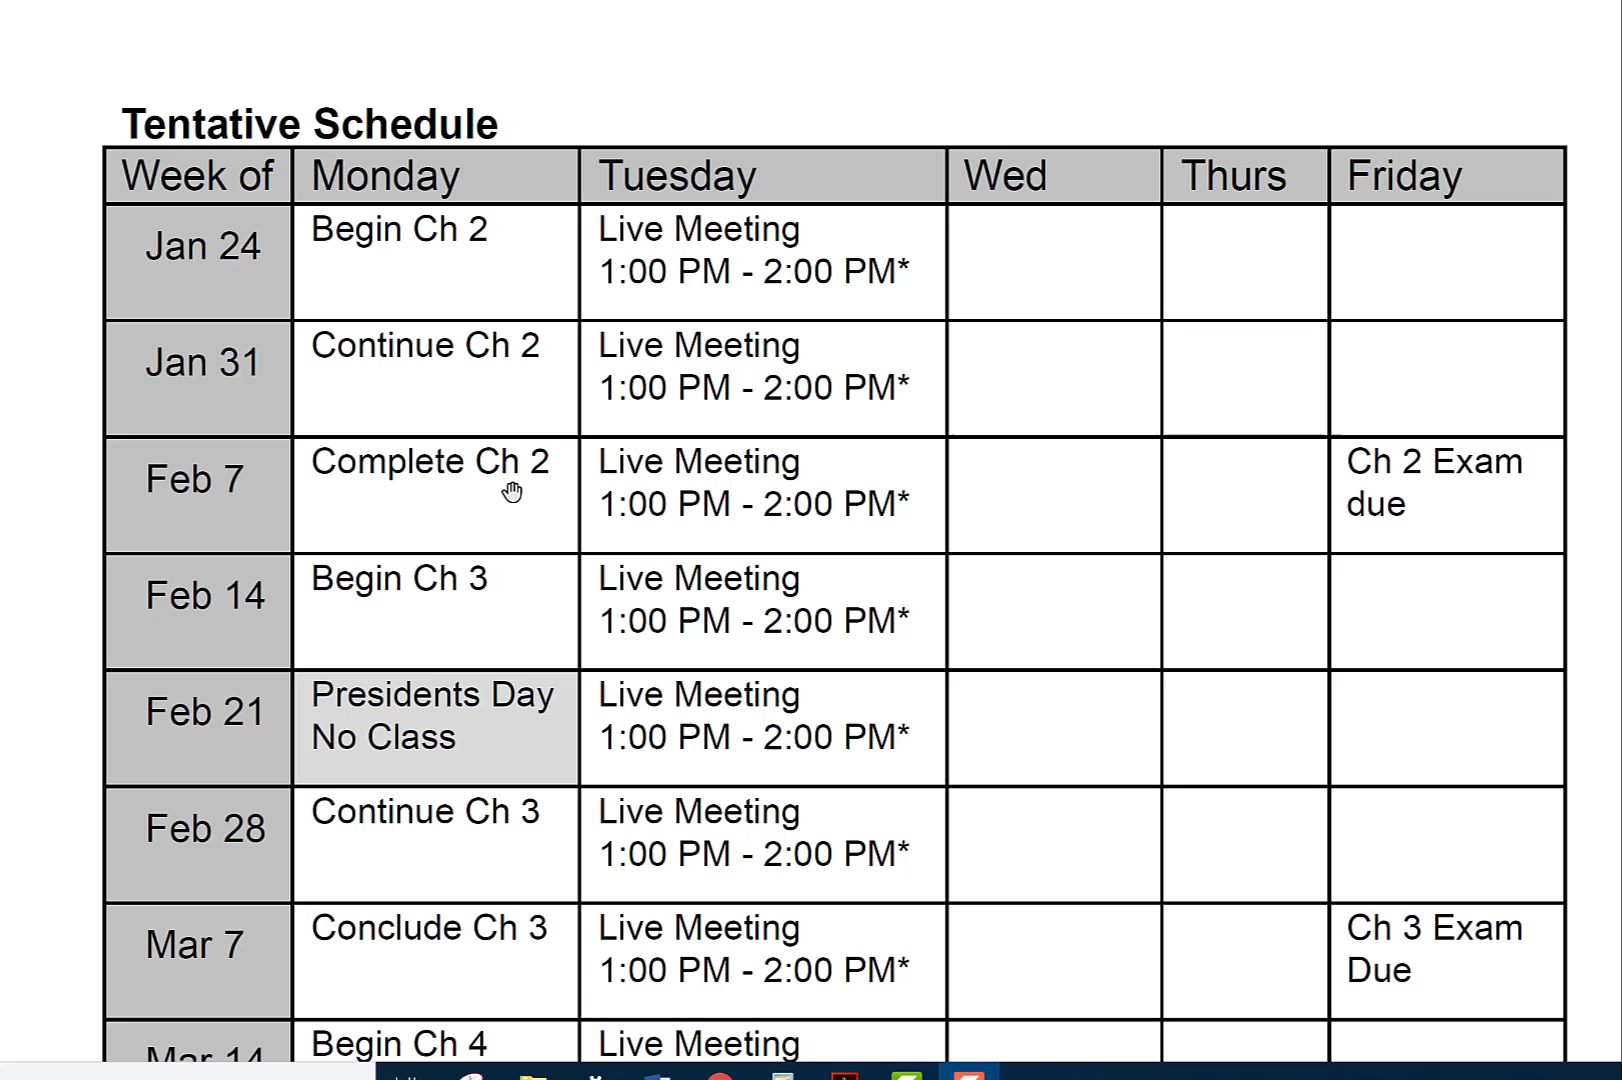 Tentative Schedule
Week of Monday Tuesday Wed Thurs Friday
Jan 24 Begin Ch 2 Live Meeting
1:00 PM - 2:00 PM*
Jan 31 Continue Ch 2 Live Meeting
1:00 PM - 2:00 PM*
Feb 7 Complete Ch 2 Live Meeting Ch 2 Exam
1:00 PM - 2:00 PM* due
Feb 14 Begin Ch 3 Live Meeting
1:00 PM - 2:00 PM*
Feb 21 Presidents Day Live Meeting
No Class 1:00 PM - 2:00 PM*
Feb 28 Continue Ch 3 Live Meeting
1:00 PM - 2:00 PM*
Mar 7 Conclude Ch 3 Live Meeting Ch 3 Exam
1:00 PM - 2:00 PM* Due
Mar 14 Begin Ch 4 Live Meeting